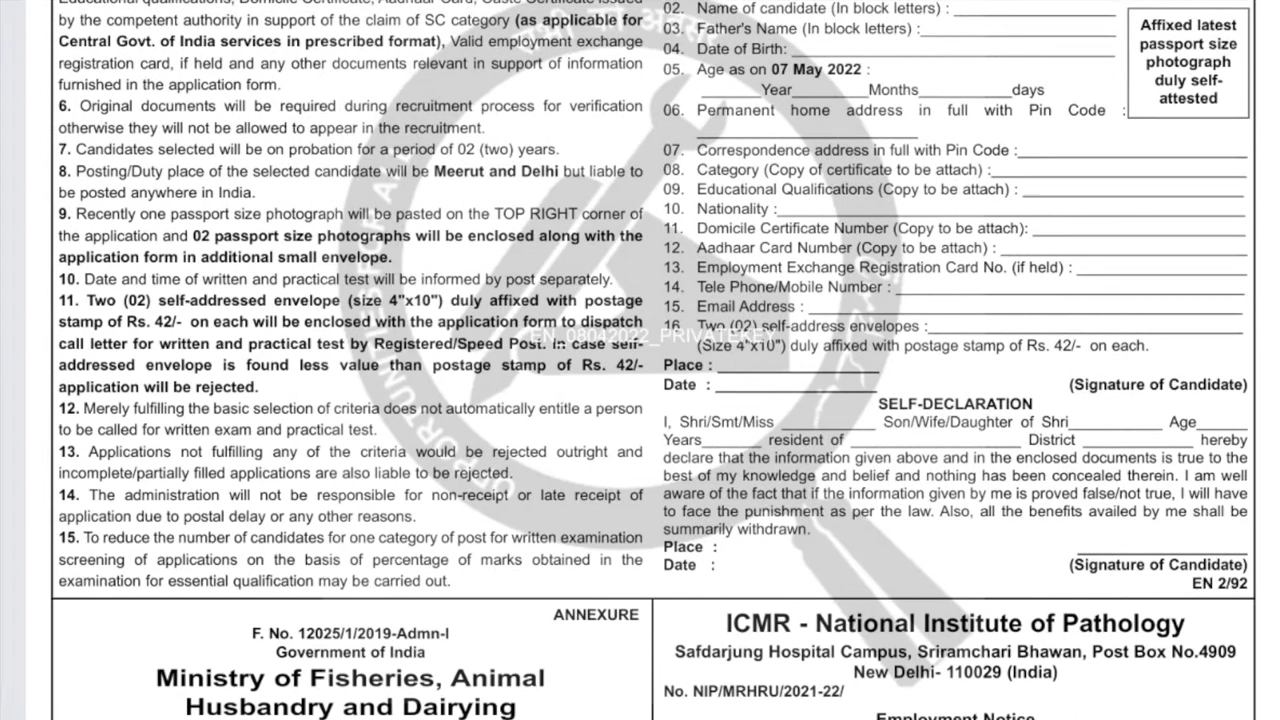 Educational qualifications, Domicile Certificate, Aadhaar Card, Caste Certificate issued
by the competent authority in support of the claim of SC category (as applicable for
Central Govt. of India services in prescribed format), Valid employment exchange
registration card, if held and any other documents relevant in support of information
furnished in the application form.
6. Original documents will be required during recruitment process for verification
otherwise they will not be allowed to appear in the recruitment.
7. Candidates selected will be on probation for a period of 02 (two) years.
8. Posting/Duty place of the selected candidate will be Meerut and Delhi but liable to
be posted anywhere in India.
9. Recently one passport size photograph will be pasted on the TOP RIGHT corner of
the application and 02 passport size photographs will be enclosed along with the
application form in additional small envelope.
10. Date and time of written and practical test will be informed by post separately.
11. Two (02) self-addressed envelope (size 4"x10") duly affixed with postage
stamp of Rs. 42/- on each will be enclosed with the application form to dispatch
call letter for written and practical test by Registered/Speed Post. In case self-
addressed envelope is found less value than postage stamp of Rs. 42/-
application will be rejected.
12. Merely fulfilling the basic selection of criteria does not automatically entitle a person
to be called for written exam and practical test.
13. Applications not fulfilling any of the criteria would be rejected outright and
incomplete/partially filled applications are also liable to be rejected.
14. The administration will not be responsible for non-receipt or late receipt of
application due to postal delay or any other reasons.
15. To reduce the number of candidates for one category of post for written examination
screening of applications on the basis of percentage of marks obtained in the
examination for essential qualification may be carried out.
02. Name of candidate (In block letters) :
03. Father's Name (In block letters) :
04. Date of Birth:
05. Age as on 07 May 2022 :
Year Months days
06. Permanent home address in full with Pin Code :
07. Correspondence address in full with Pin Code :
08. Category (Copy of certificate to be attach) :
09. Educational Qualifications (Copy to be attach) :
10. Nationality :
11. Domicile Certificate Number (Copy to be attach):
12. Aadhaar Card Number (Copy to be attach) :
13. Employment Exchange Registration Card No. (if held) :
14. Tele Phone/Mobile Number :
15. Email Address :
16. Two (02) self-address envelopes :
(Size 4"x10") duly affixed with postage stamp of Rs. 42/- on each.
Affixed latest
passport size
photograph
duly self-
attested
Place :
Date : (Signature of Candidate)
SELF-DECLARATION
I, Shri/Smt/Miss Son/Wife/Daughter of Shri Age
Years resident of District hereby
declare that the information given above and in the enclosed documents is true to the
best of my knowledge and belief and nothing has been concealed therein. I am well
aware of the fact that if the information given by me is proved false/not true, I will have
to face the punishment as per the law. Also, all the benefits availed by me shall be
summarily withdrawn.
Place :
Date : (Signature of Candidate)
EN 2/92
EN_08042022_PRIVATEKEY
ANNEXURE
F. No. 12025/1/2019-Admn-I
Government of India
Ministry of Fisheries, Animal
Husbandry and Dairying
ICMR - National Institute of Pathology
Safdarjung Hospital Campus, Sriramchari Bhawan, Post Box No.4909
New Delhi- 110029 (India)
No. NIP/MRHRU/2021-22/
Employment Notice